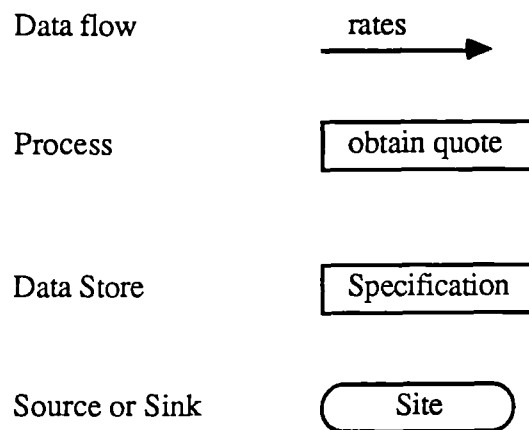 Data flow rates
Process obtain quote
Data Store Specification
Source or Sink Site